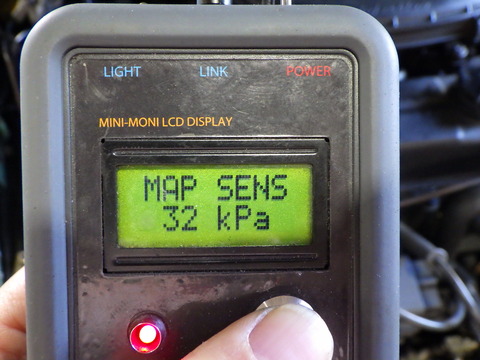 LIGHT LINK POWER
MINI-MONI LCD DISPLAY
MAP SENS
32 kPa